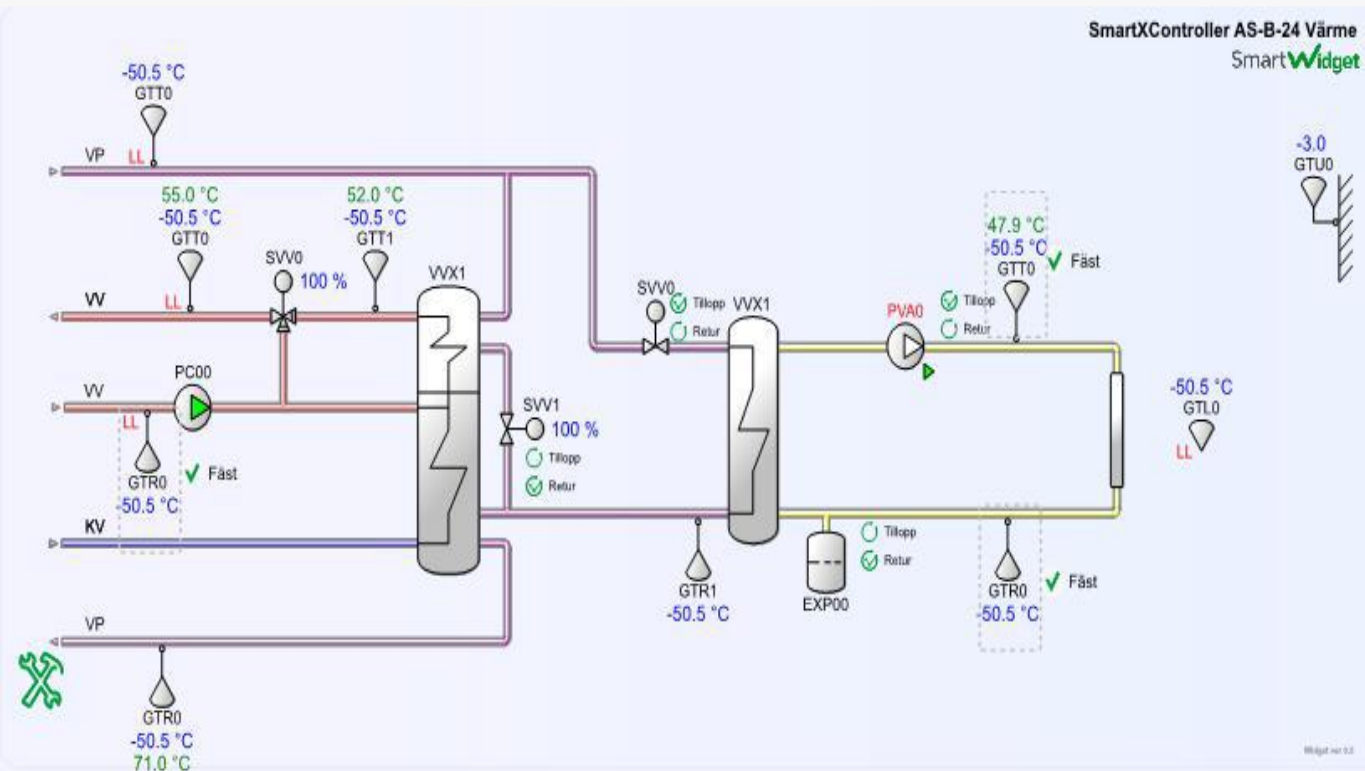 SmartXController AS-B-24 Värme
SmartWidget
-50.5 °C
GTT0
VP
LL
55.0 °C
-50.5 °C
GTT0
52.0 °C
-50.5 °C
GTT1
SVV0
100 %
VVX1
VV
LL
VV
PC00
LL
GTR0
-50.5 °C
Fäst
KV
VP
GTR0
-50.5 °C
71.0 °C
SVV1
100 %
Tillopp
Retur
SVV0
Tillopp
Retur
VVX1
PVA0
Tillopp
Retur
47.9 °C
-50.5 °C
GTT0
Fäst
-3.0
GTU0
-50.5 °C
GTL0
LL
GTR1
-50.5 °C
EXP00
Tillopp
Retur
GTR0
-50.5 °C
Fäst